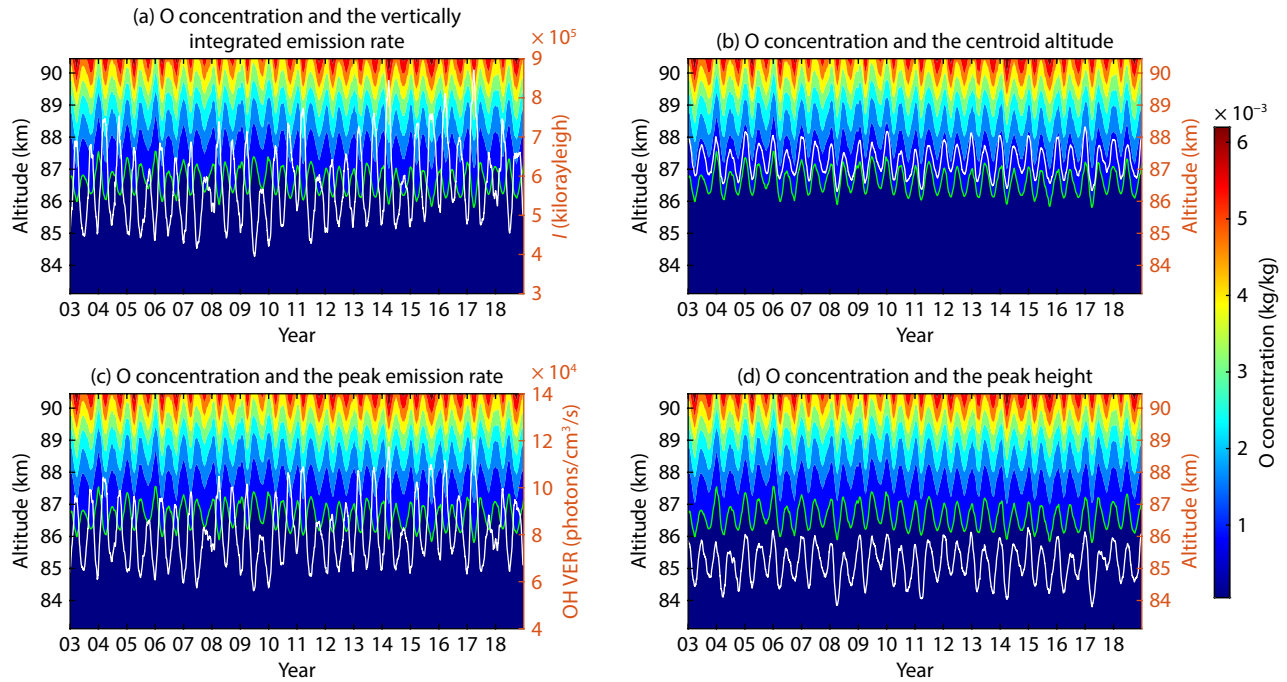 (a) O concentration and the vertically
integrated emission rate
× 10⁵
Altitude (km)
90
89
88
87
86
85
84
9
8
7
6
5
4
3
I (kilorayleigh)
03 04 05 06 07 08 09 10 11 12 13 14 15 16 17 18
Year
(b) O concentration and the centroid altitude
Altitude (km)
90
89
88
87
86
85
84
90
89
88
87
86
85
84
Altitude (km)
03 04 05 06 07 08 09 10 11 12 13 14 15 16 17 18
Year
(c) O concentration and the peak emission rate
× 10⁴
Altitude (km)
90
89
88
87
86
85
84
14
12
10
8
6
4
OH VER (photons/cm³/s)
03 04 05 06 07 08 09 10 11 12 13 14 15 16 17 18
Year
(d) O concentration and the peak height
Altitude (km)
90
89
88
87
86
85
84
90
89
88
87
86
85
84
Altitude (km)
03 04 05 06 07 08 09 10 11 12 13 14 15 16 17 18
Year
× 10⁻³
6
5
4
3
2
1
O concentration (kg/kg)